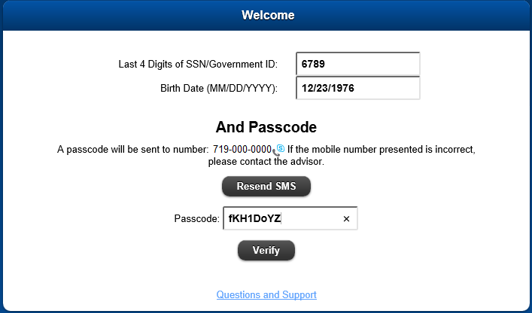 Welcome
Last 4 Digits of SSN/Government ID: 6789
Birth Date (MM/DD/YYYY): 12/23/1976
And Passcode
A passcode will be sent to number: 719-000-0000 If the mobile number presented is incorrect,
please contact the advisor.
Resend SMS
Passcode: fKH1DoYZ ×
Verify
Questions and Support